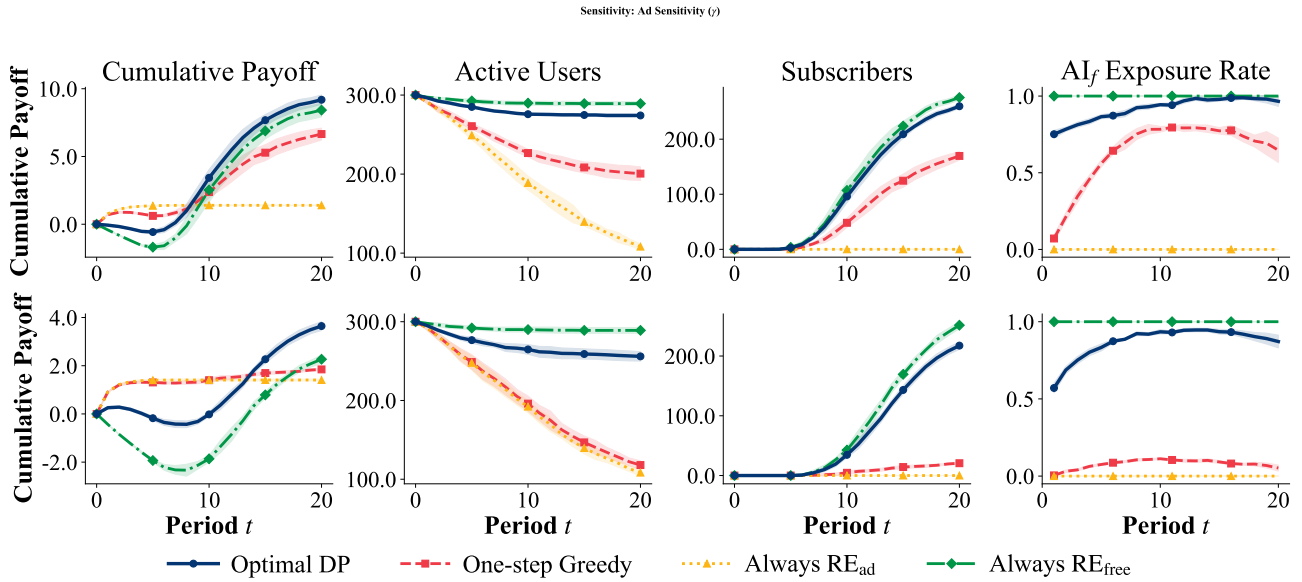 Sensitivity: Ad Sensitivity (γ)
Cumulative Payoff Active Users Subscribers AI_f Exposure Rate
Cumulative Payoff
10.0
5.0
0.0
0 10 20
300.0
200.0
100.0
0 10 20
200.0
100.0
0.0
0 10 20
1.0
0.5
0.0
0 10 20
Cumulative Payoff
4.0
2.0
0.0
-2.0
0 10 20
300.0
200.0
100.0
0 10 20
200.0
100.0
0.0
0 10 20
1.0
0.5
0.0
0 10 20
Period t Period t Period t Period t
Optimal DP One-step Greedy Always RE_ad Always RE_free